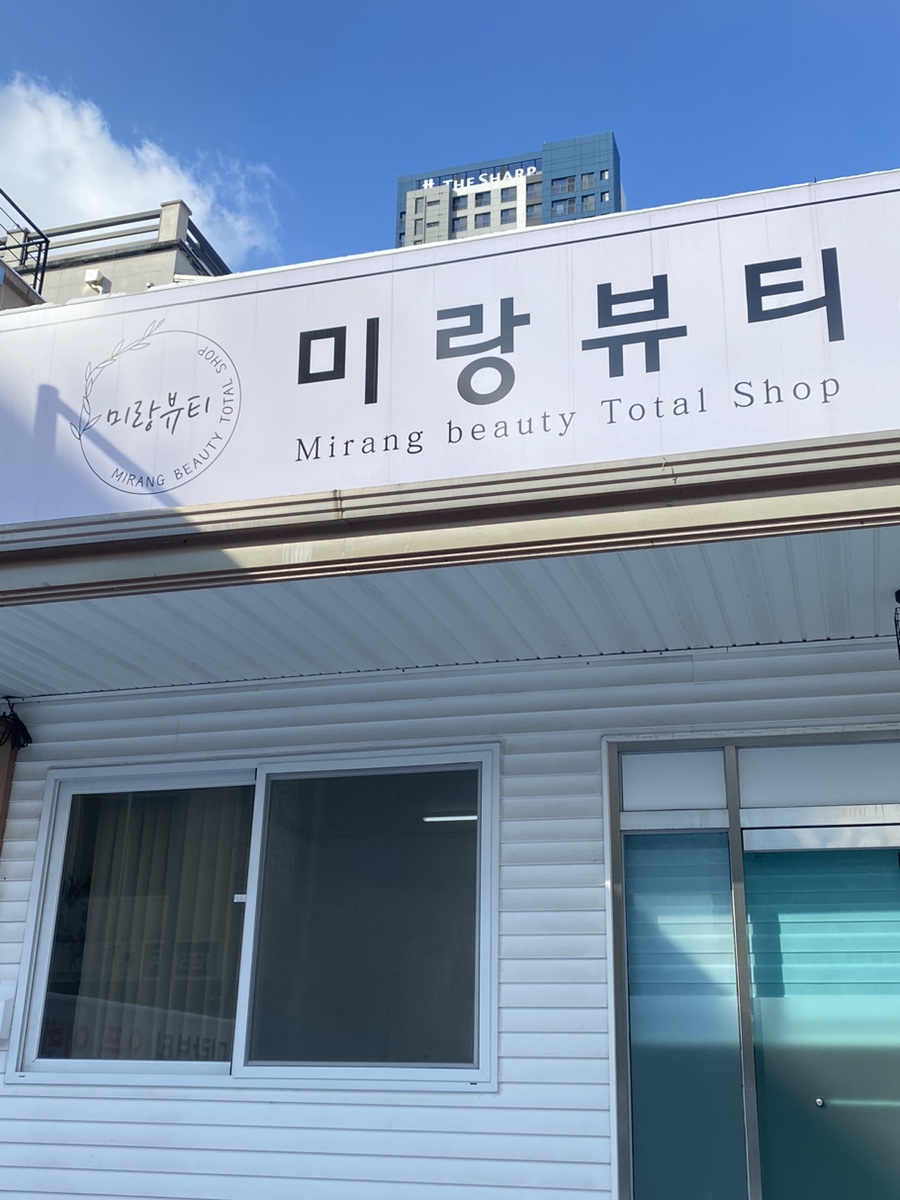 THE SHARP
미랑뷰티
Mirang beauty Total Shop
미랑뷰티
MIRANG BEAUTY TOTAL SHOP